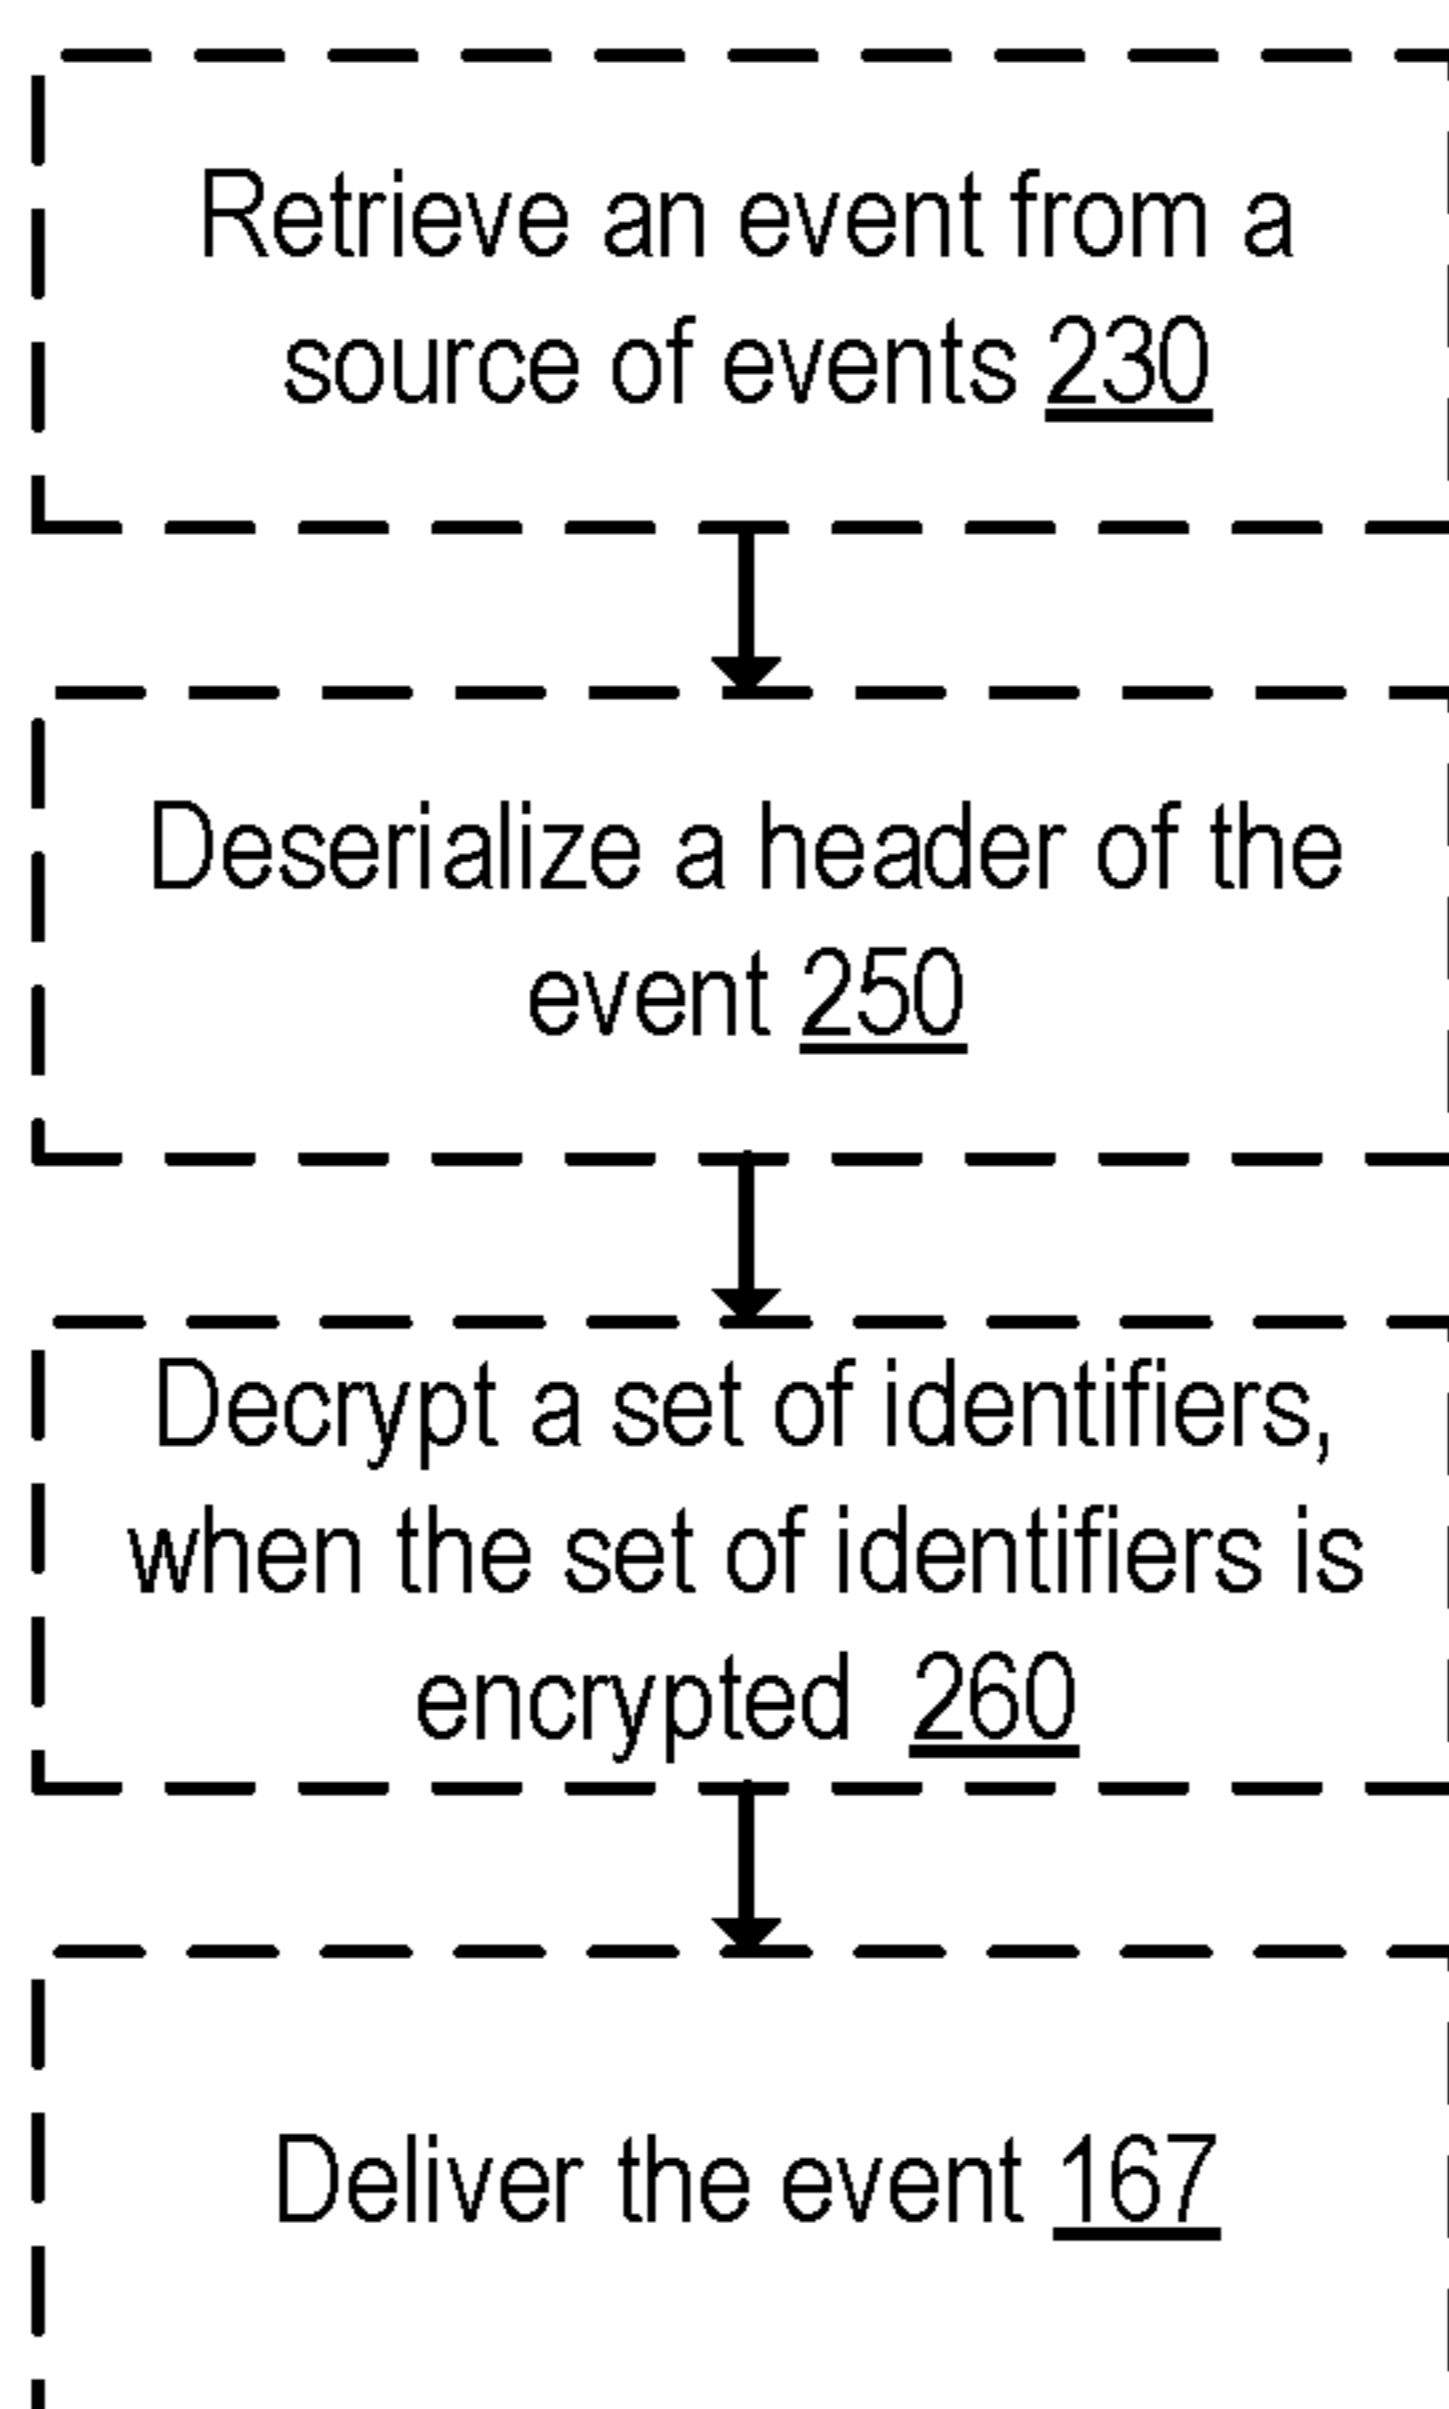 Retrieve an event from a
source of events 230
Deserialize a header of the
event 250
Decrypt a set of identifiers,
when the set of identifiers is
encrypted 260
Deliver the event 167